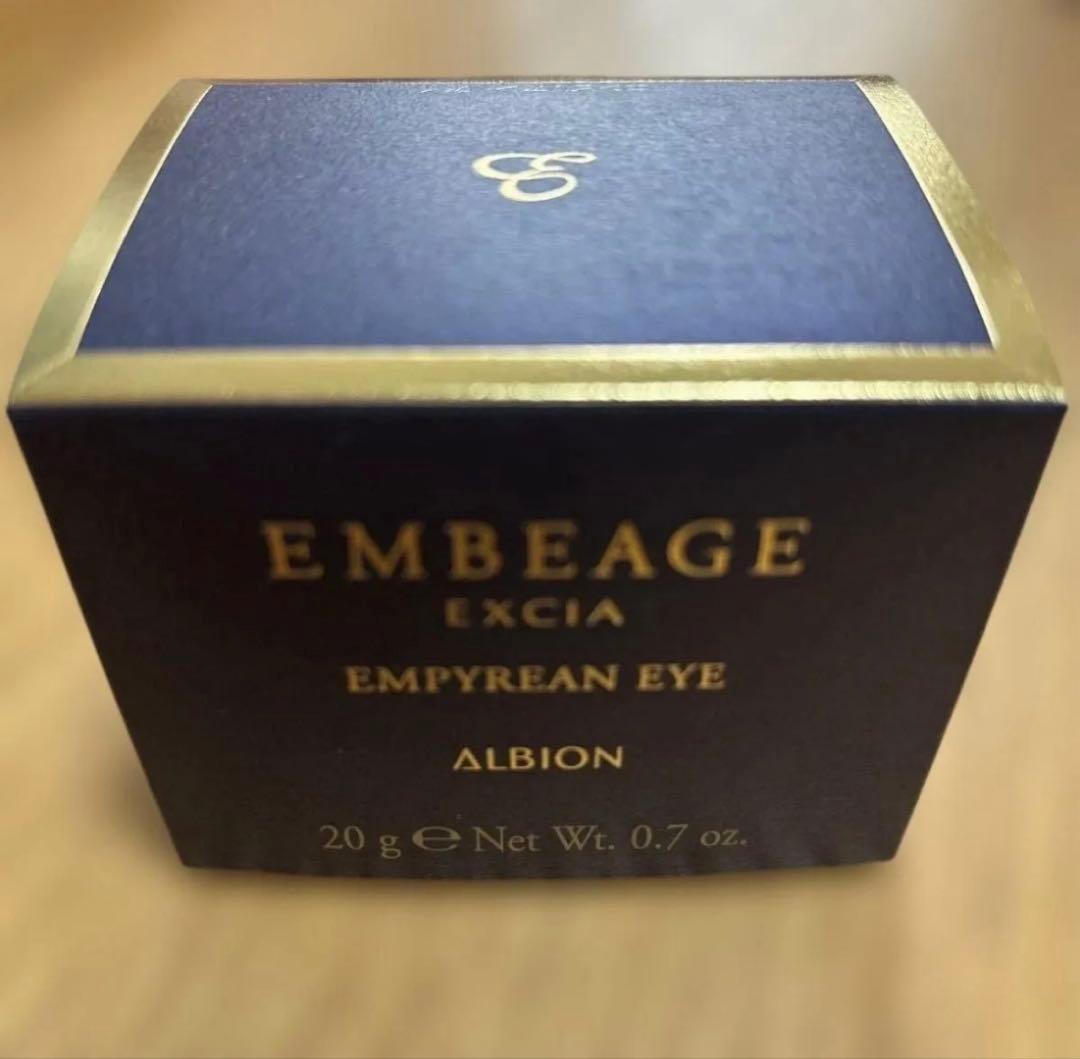 EMBEAGE
EXCIA
EMPYREAN EYE
ALBION
20 g ℮ Net Wt. 0.7 oz.